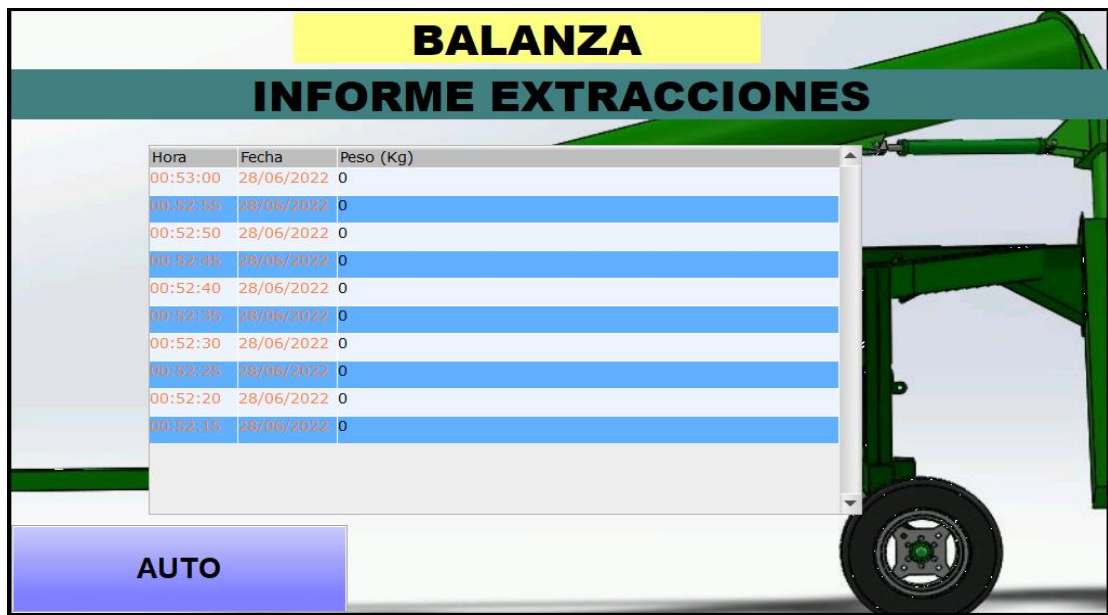 BALANZA
INFORME EXTRACCIONES
Hora Fecha Peso (Kg)
00:53:00 28/06/2022 0
00:52:55 28/06/2022 0
00:52:50 28/06/2022 0
00:52:45 28/06/2022 0
00:52:40 28/06/2022 0
00:52:35 28/06/2022 0
00:52:30 28/06/2022 0
00:52:25 28/06/2022 0
00:52:20 28/06/2022 0
00:52:15 28/06/2022 0
AUTO